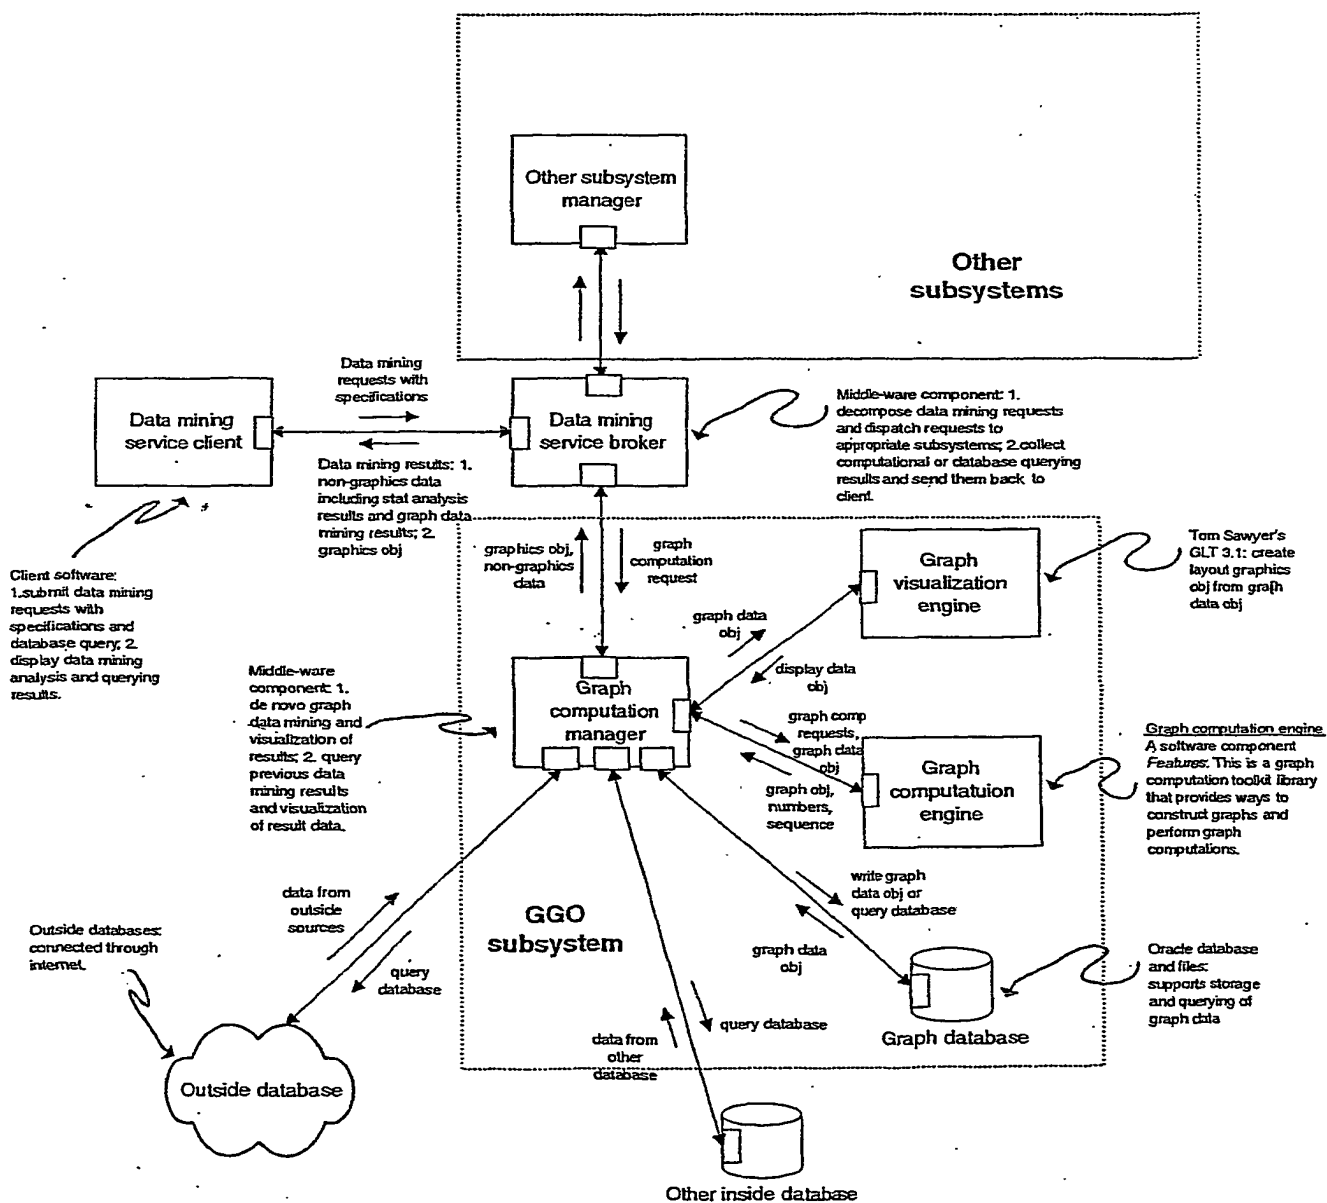 Other subsystem
manager
Other
subsystems
Data mining
requests with
specifications
Data mining
service client
Data mining
service broker
Middle-ware component: 1.
decompose data mining requests
and dispatch requests to
appropriate subsystems; 2.collect
computational or database querying
results and send them back to
client.
Data mining results: 1.
non-graphics data
including stat analysis
results and graph data
mining results; 2.
graphics obj
graphics obj,
non-graphics
data
graph
computation
request
Graph
visualization
engine
Tom Sawyer's
GLT 3.1: create
layout graphics
obj from graph
data obj
Client software:
1.submit data mining
requests with
specifications and
database query; 2.
display data mining
analysis and querying
results.
graph data
obj
display data
obj
Middle-ware
component: 1.
de novo graph
data mining and
visualization of
results; 2. query
previous data
mining results
and visualization
of result data.
Graph
computation
manager
graph comp
requests,
graph data
obj
graph obj,
numbers,
sequence
Graph
computatuion
engine
Graph computation engine
A software component
Features: This is a graph
computation toolkit library
that provides ways to
construct graphs and
perform graph
computations.
data from
outside
sources
write graph
data obj or
query database
GGO
subsystem
Outside databases:
connected through
internet.
query
database
graph data
obj
Oracle database
and files:
supports storage
and querying of
graph data
query database
Graph database
data from
other
database
Outside database
Other inside database